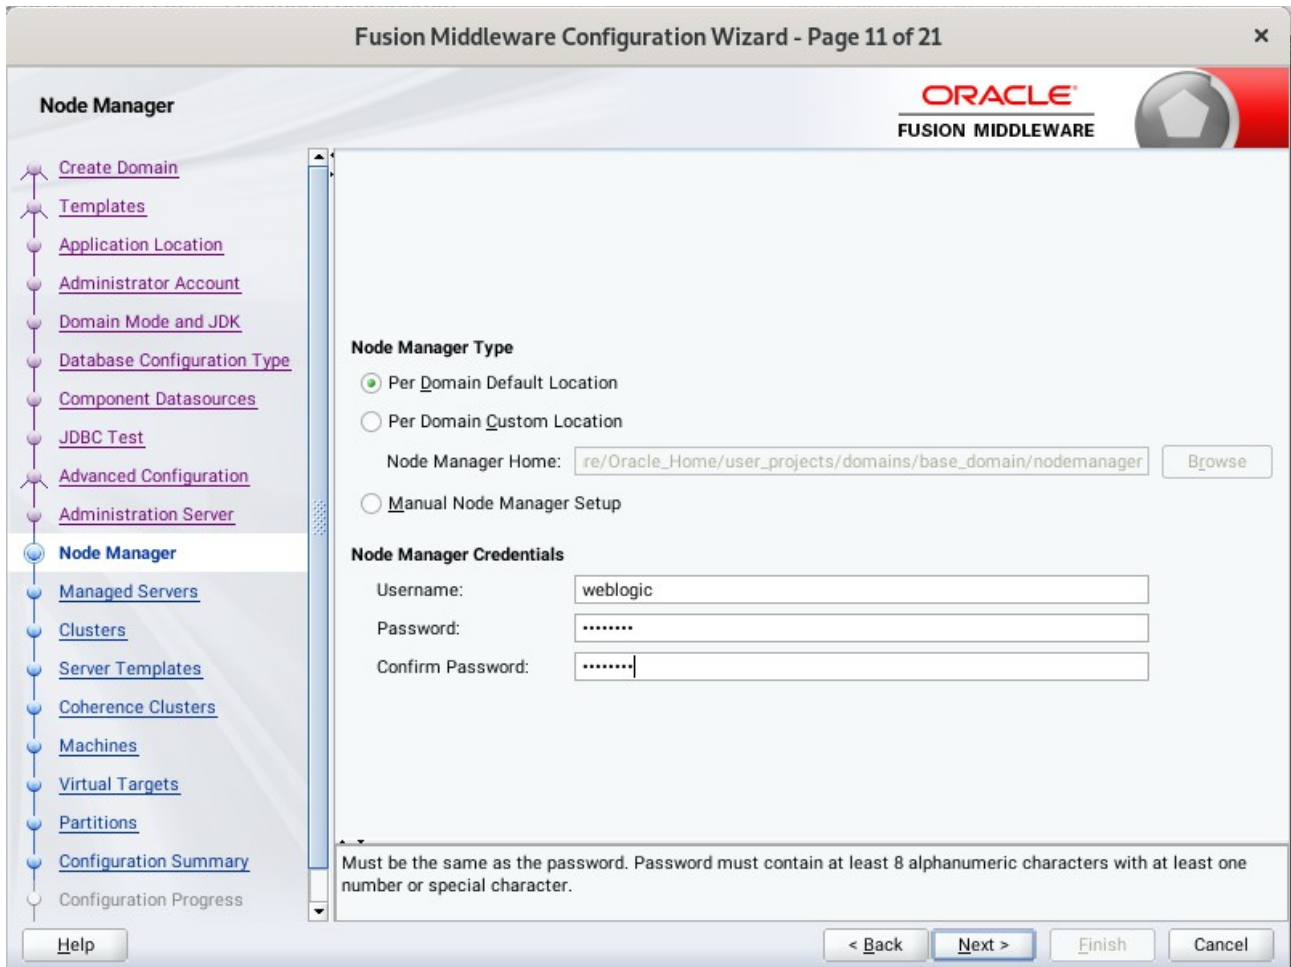 Fusion Middleware Configuration Wizard - Page 11 of 21
Node Manager
ORACLE
FUSION MIDDLEWARE
Create Domain
Templates
Application Location
Administrator Account
Domain Mode and JDK
Database Configuration Type
Component Datasources
JDBC Test
Advanced Configuration
Administration Server
Node Manager
Managed Servers
Clusters
Server Templates
Coherence Clusters
Machines
Virtual Targets
Partitions
Configuration Summary
Configuration Progress
Node Manager Type
Per Domain Default Location
Per Domain Custom Location
Node Manager Home: re/Oracle_Home/user_projects/domains/base_domain/nodemanager Browse
Manual Node Manager Setup
Node Manager Credentials
Username: weblogic
Password: ••••••••
Confirm Password: ••••••••
Must be the same as the password. Password must contain at least 8 alphanumeric characters with at least one
number or special character.
Help < Back Next > Finish Cancel